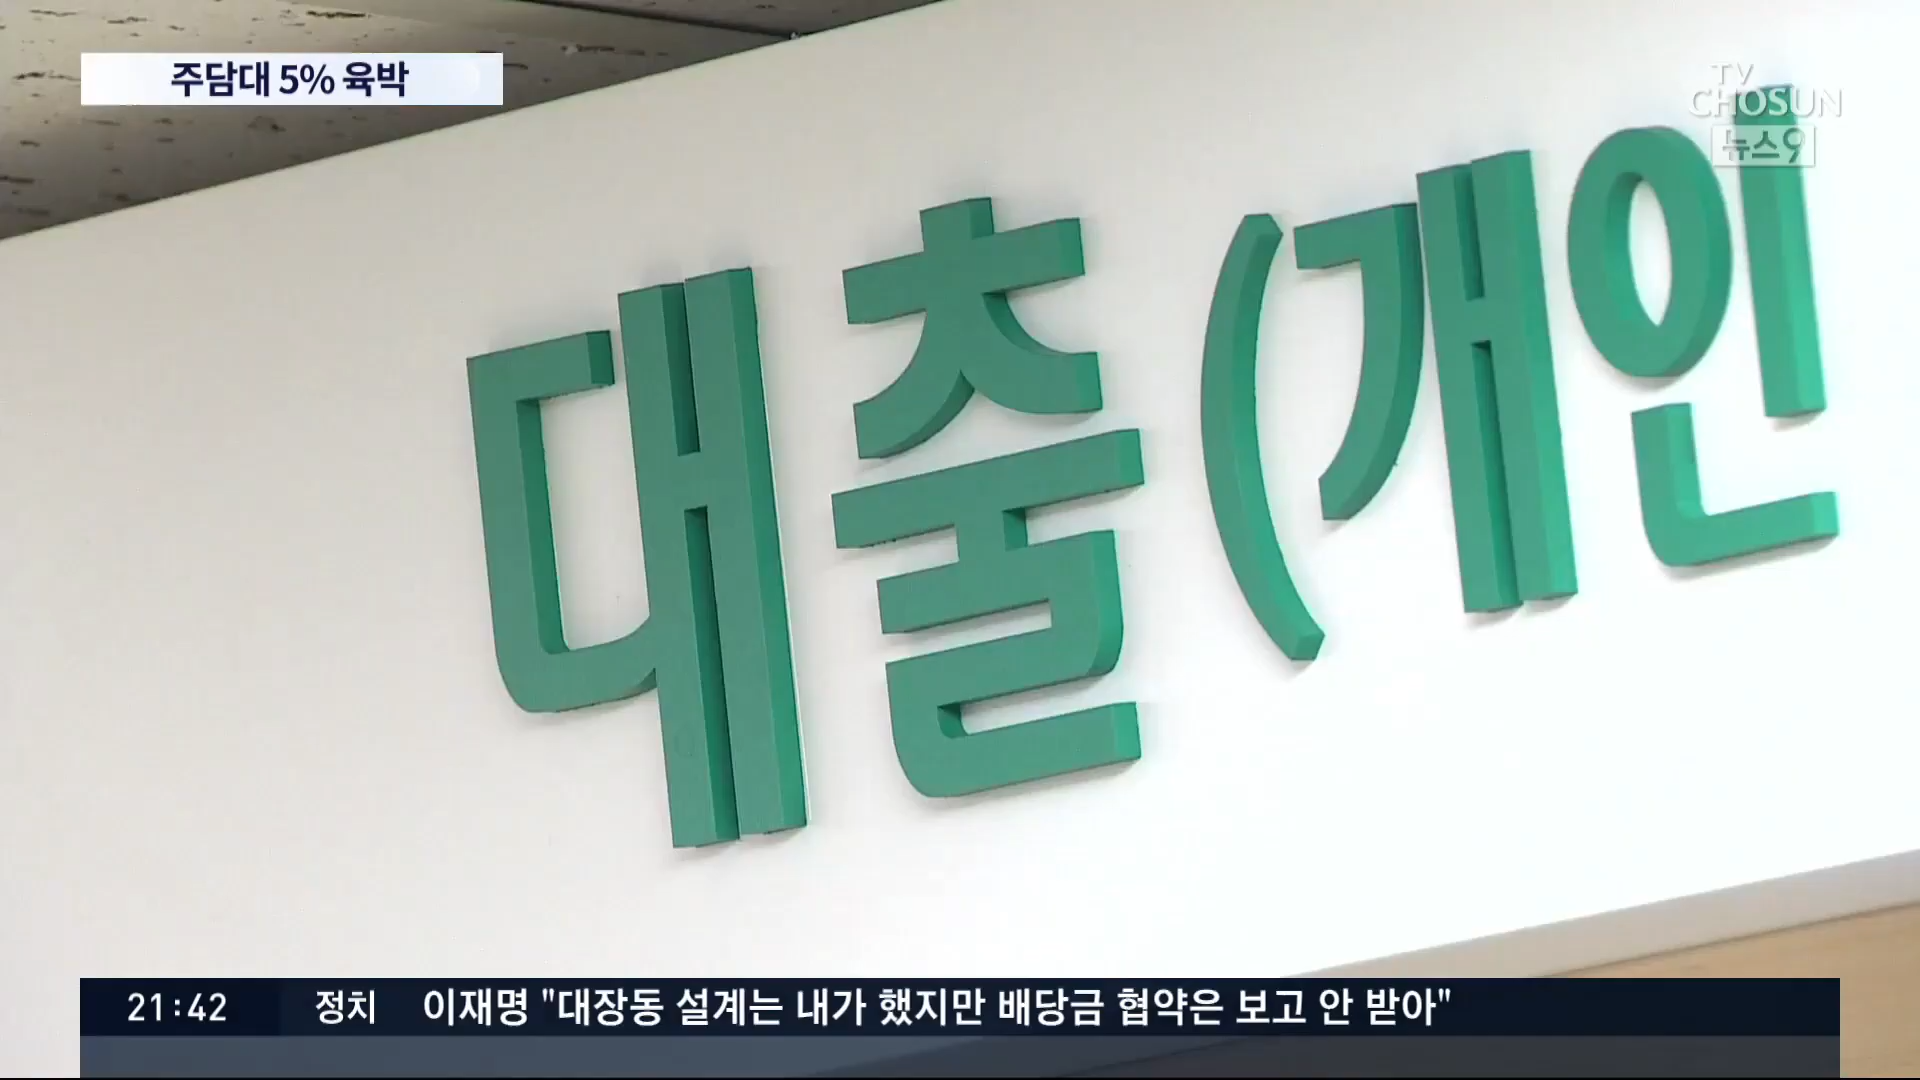 주담대 5% 육박
TV
CHOSUN
뉴스9
대출(개인
21:42 정치 이재명 "대장동 설계는 내가 했지만 배당금 협약은 보고 안 받아"